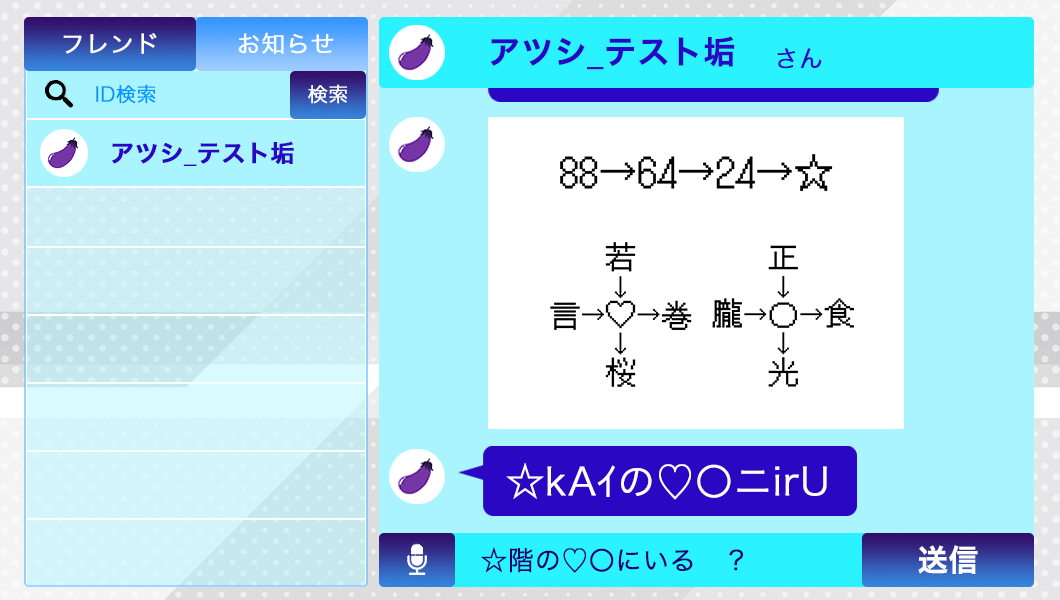 フレンド
お知らせ
ID検索
検索
アツシ_テスト垢
アツシ_テスト垢 さん
88→64→24→☆
若
↓
言→♡→巻
↓
桜
正
↓
朧→○→食
↓
光
☆kAイの♡〇ニirU
☆階の♡〇にいる ？
送信